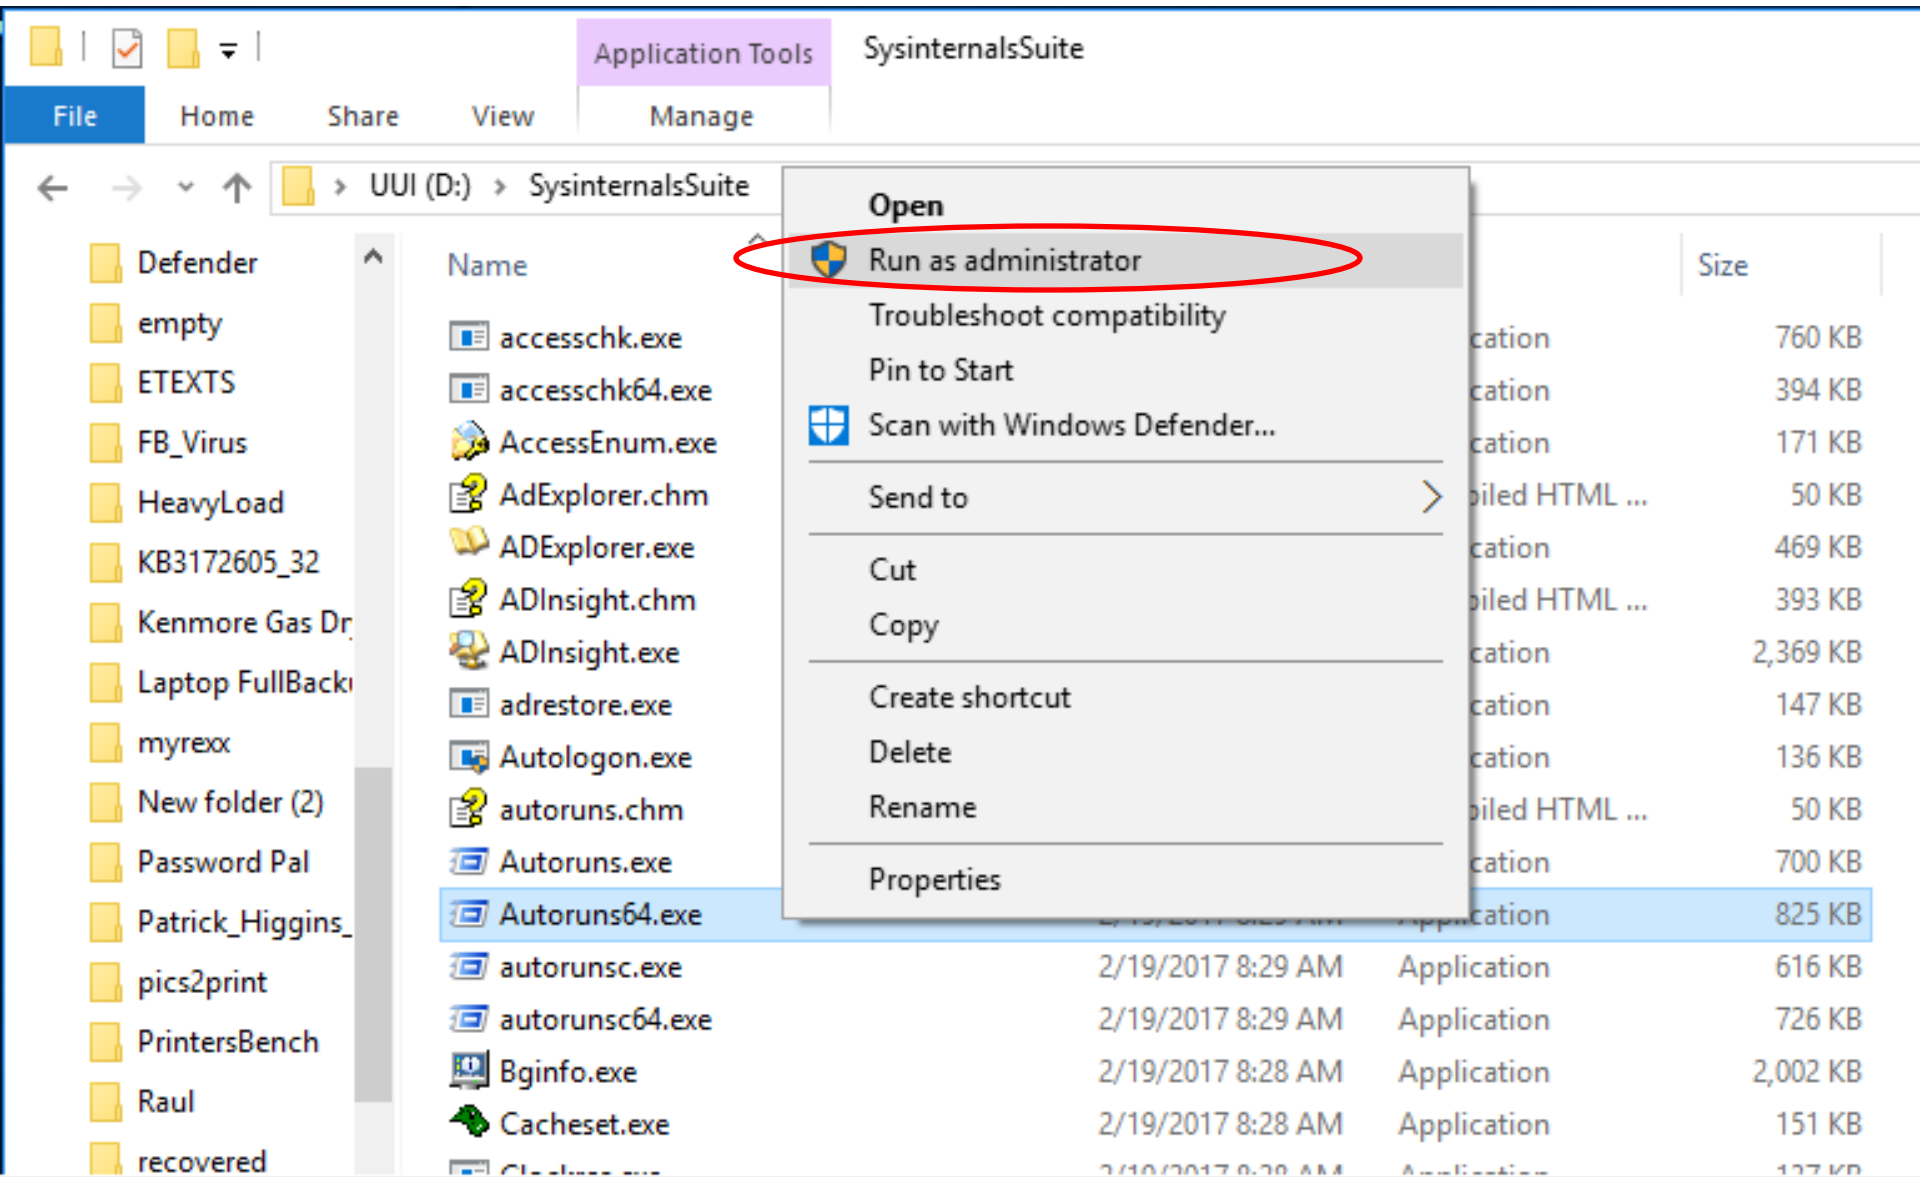 Application Tools
SysinternalsSuite
File
Home
Share
View
Manage
UUI (D:)
SysinternalsSuite
Defender
empty
ETEXTS
FB_Virus
HeavyLoad
KB3172605_32
Kenmore Gas Dr
Laptop FullBack
myrexx
New folder (2)
Password Pal
Patrick_Higgins_
pics2print
PrintersBench
Raul
recovered
Name
Size
accesschk.exe cation 760 KB
accesschk64.exe cation 394 KB
AccessEnum.exe cation 171 KB
AdExplorer.chm piled HTML ... 50 KB
ADExplorer.exe cation 469 KB
ADInsight.chm piled HTML ... 393 KB
ADInsight.exe cation 2,369 KB
adrestore.exe cation 147 KB
Autologon.exe cation 136 KB
autoruns.chm piled HTML ... 50 KB
Autoruns.exe cation 700 KB
Autoruns64.exe Application 825 KB
autorunsc.exe 2/19/2017 8:29 AM Application 616 KB
autorunsc64.exe 2/19/2017 8:29 AM Application 726 KB
Bginfo.exe 2/19/2017 8:28 AM Application 2,002 KB
Cacheset.exe 2/19/2017 8:28 AM Application 151 KB
Open
Run as administrator
Troubleshoot compatibility
Pin to Start
Scan with Windows Defender...
Send to
Cut
Copy
Create shortcut
Delete
Rename
Properties